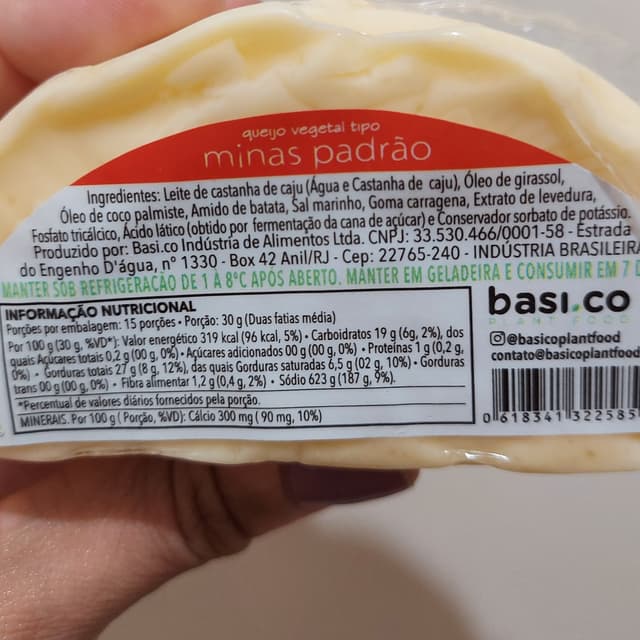 queijo vegetal tipo
minas padrão
Ingredientes: Leite de castanha de caju (Água e Castanha de caju), Óleo de girassol,
Óleo de coco palmiste, Amido de batata, Sal marinho, Goma carragena, Extrato de levedura,
Fosfato tricálcico, Ácido lático (obtido por fermentação da cana de açúcar) e Conservador sorbato de potássio.
Produzido por: Basi.co Indústria de Alimentos Ltda. CNPJ: 33.530.466/0001-58 - Estrada
do Engenho D'água, nº 1330 - Box 42 Anil/RJ - Cep: 22765-240 - INDÚSTRIA BRASILEIRA
MANTER SOB REFRIGERAÇÃO DE 1 À 8°C APÓS ABERTO. MANTER EM GELADEIRA E CONSUMIR EM 7
INFORMAÇÃO NUTRICIONAL
Porções por embalagem: 15 porções • Porção: 30 g (Duas fatias média)
Por 100 g (30 g, %VD*): Valor energético 319 kcal (96 kcal, 5%) • Carboidratos 19 g (6g, 2%), dos
quais Açúcares totais 0,2 g (00 g, 0%) • Açúcares adicionados 00 g (00 g, 0%) • Proteínas 1 g (0,2 g,
0%) • Gorduras totais 27 g (8 g, 12%), das quais Gorduras saturadas 6,5 g (02 g, 10%) • Gorduras
trans 00 g (00 g, 0%) • Fibra alimentar 1,2 g (0,4 g, 2%) • Sódio 623 g (187 g, 9%).
*Percentual de valores diários fornecidos pela porção.
MINERAIS. Por 100 g ( Porção, %VD): Cálcio 300 mg ( 90 mg, 10%)
basi.co
PLANT FOOD
@basicoplantfood
contato@basicoplantfood
0 618341 322585